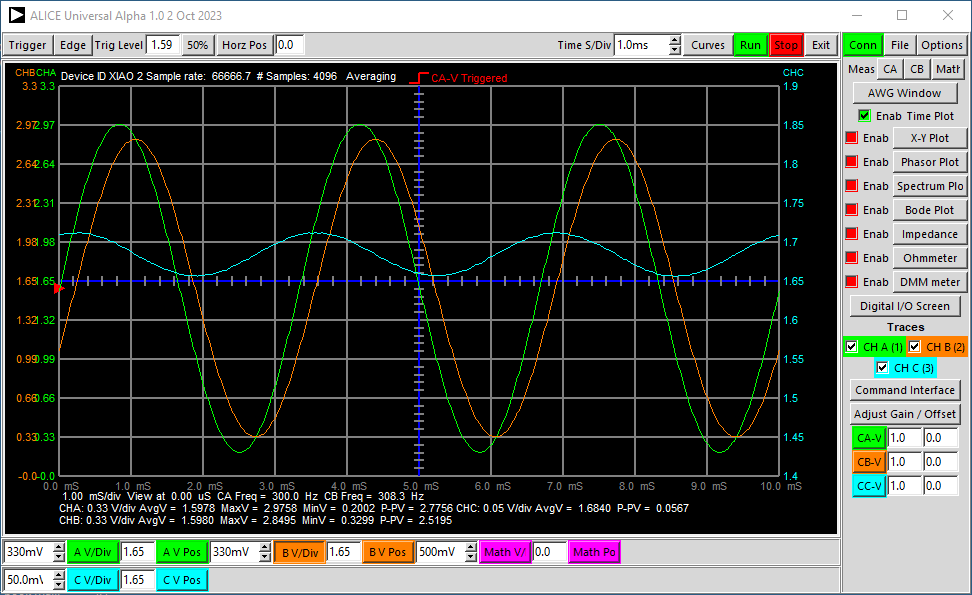 ALICE Universal Alpha 1.0 2 Oct 2023
Trigger Edge Trig Level 1.59 50% Horz Pos 0.0 Time S/Div 1.0ms Curves Run Stop Exit Conn File Options
Meas CA CB Math
CHB CHA Device ID XIAO 2 Sample rate: 66666.7 # Samples: 4096 Averaging CA-V Triggered CHC
3.3 3.3 1.9
2.97 2.97 1.85
2.64 2.64 1.8
2.31 2.31 1.75
1.98 1.98 1.7
1.65 1.65 1.65
1.32 1.32 1.6
0.99 0.99 1.55
0.66 0.66 1.5
0.33 0.33 1.45
-0.0 -0.0 1.4
0.0 mS 1.0 mS 2.0 mS 3.0 mS 4.0 mS 5.0 mS 6.0 mS 7.0 mS 8.0 mS 9.0 mS 10.0 mS
1.00 mS/div View at 0.00 uS CA Freq = 300.0 Hz CB Freq = 308.3 Hz
CHA: 0.33 V/div AvgV = 1.5978 MaxV = 2.9758 MinV = 0.2002 P-PV = 2.7756 CHC: 0.05 V/div AvgV = 1.6840 P-PV = 0.0567
CHB: 0.33 V/div AvgV = 1.5980 MaxV = 2.8495 MinV = 0.3299 P-PV = 2.5195
330mV A V/Div 1.65 A V Pos 330mV B V/Div 1.65 B V Pos 500mV Math V/ 0.0 Math Po
50.0m\ C V/Div 1.65 C V Pos
AWG Window
Enab Time Plot
Enab X-Y Plot
Enab Phasor Plot
Enab Spectrum Plo
Enab Bode Plot
Enab Impedance
Enab Ohmmeter
Enab DMM meter
Digital I/O Screen
Traces
CH A (1) CH B (2)
CH C (3)
Command Interface
Adjust Gain / Offset
CA-V 1.0 0.0
CB-V 1.0 0.0
CC-V 1.0 0.0